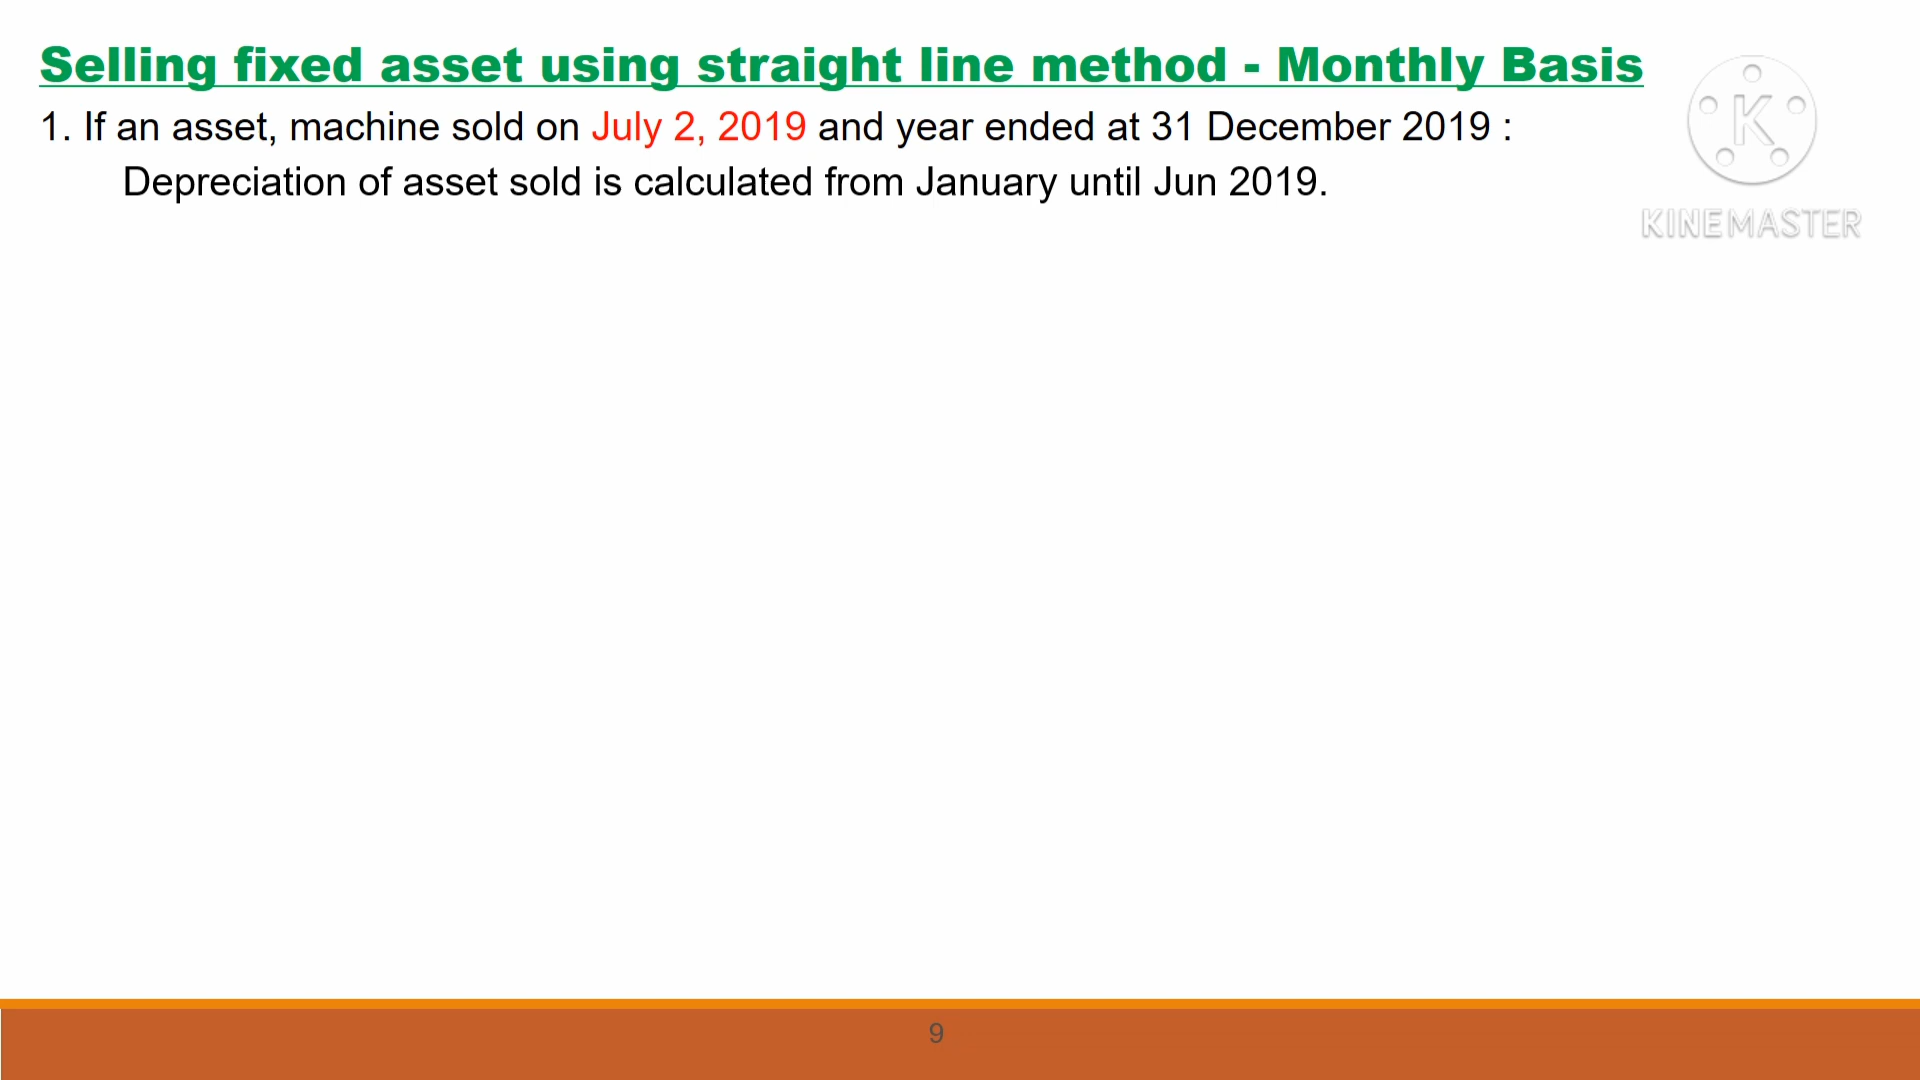 Selling fixed asset using straight line method - Monthly Basis
1. If an asset, machine sold on July 2, 2019 and year ended at 31 December 2019 :
Depreciation of asset sold is calculated from January until Jun 2019.
K
KINEMASTER
9